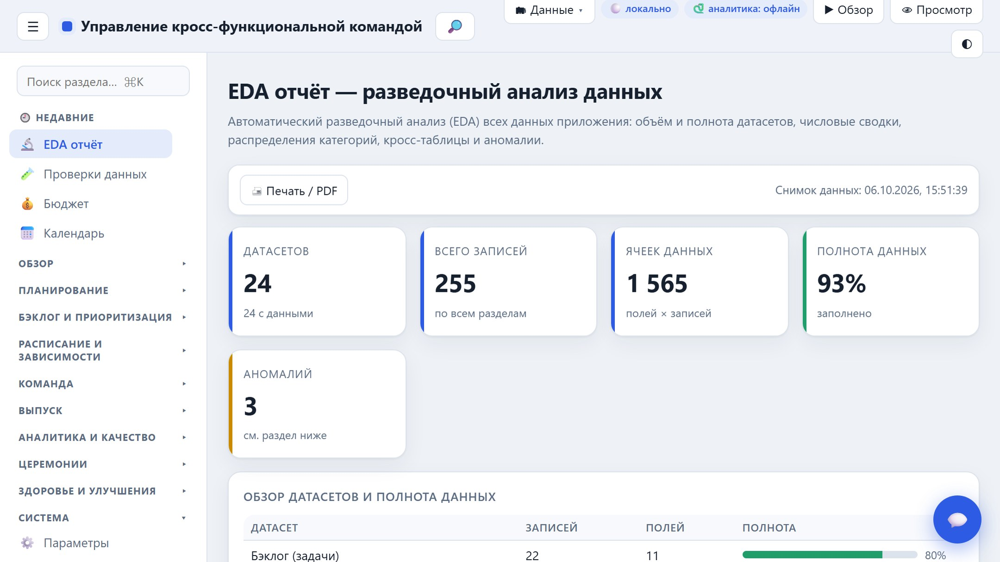 Управление кросс-функциональной командой
Данные
локально
аналитика: офлайн
Обзор
Просмотр
Поиск раздела... ⌘K
НЕДАВНИЕ
EDA отчёт
Проверки данных
Бюджет
Календарь
ОБЗОР
ПЛАНИРОВАНИЕ
БЭКЛОГ И ПРИОРИТИЗАЦИЯ
РАСПИСАНИЕ И
ЗАВИСИМОСТИ
КОМАНДА
ВЫПУСК
АНАЛИТИКА И КАЧЕСТВО
ЦЕРЕМОНИИ
ЗДОРОВЬЕ И УЛУЧШЕНИЯ
СИСТЕМА
Параметры
EDA отчёт — разведочный анализ данных
Автоматический разведочный анализ (EDA) всех данных приложения: объём и полнота датасетов, числовые сводки,
распределения категорий, кросс-таблицы и аномалии.
Печать / PDF
Снимок данных: 06.10.2026, 15:51:39
ДАТАСЕТОВ
24
24 с данными
ВСЕГО ЗАПИСЕЙ
255
по всем разделам
ЯЧЕЕК ДАННЫХ
1 565
полей × записей
ПОЛНОТА ДАННЫХ
93%
заполнено
АНОМАЛИЙ
3
см. раздел ниже
ОБЗОР ДАТАСЕТОВ И ПОЛНОТА ДАННЫХ
ДАТАСЕТ ЗАПИСЕЙ ПОЛЕЙ ПОЛНОТА
Бэклог (задачи) 22 11 80%